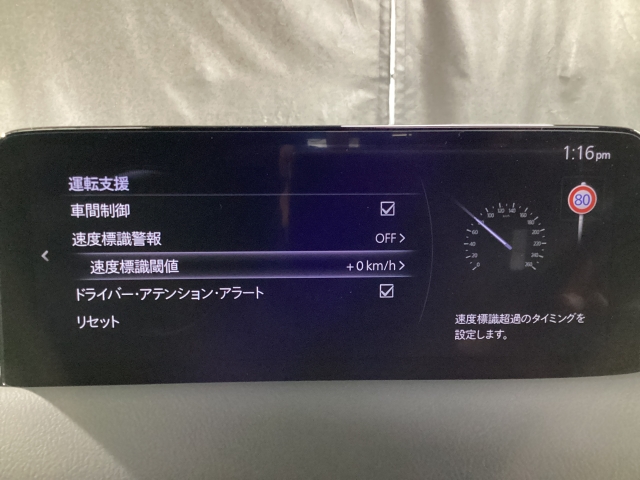 1:16 pm
運転支援
車間制御
速度標識警報 OFF
速度標識閾値 +0 km/h
ドライバー・アテンション・アラート
リセット
80
速度標識超過のタイミングを
設定します。